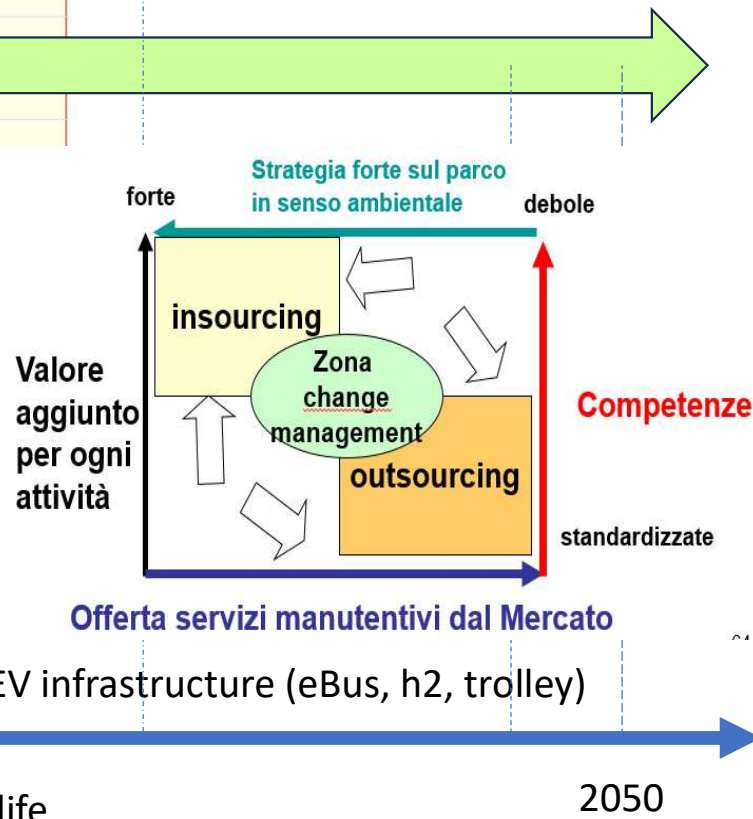 Strategia forte sul parco
in senso ambientale
forte
debole
insourcing
Zona
change
management
outsourcing
Valore
aggiunto
per ogni
attività
Competenze
standardizzate
Offerta servizi manutentivi dal Mercato
EV infrastructure (eBus, h2, trolley)
2050
life